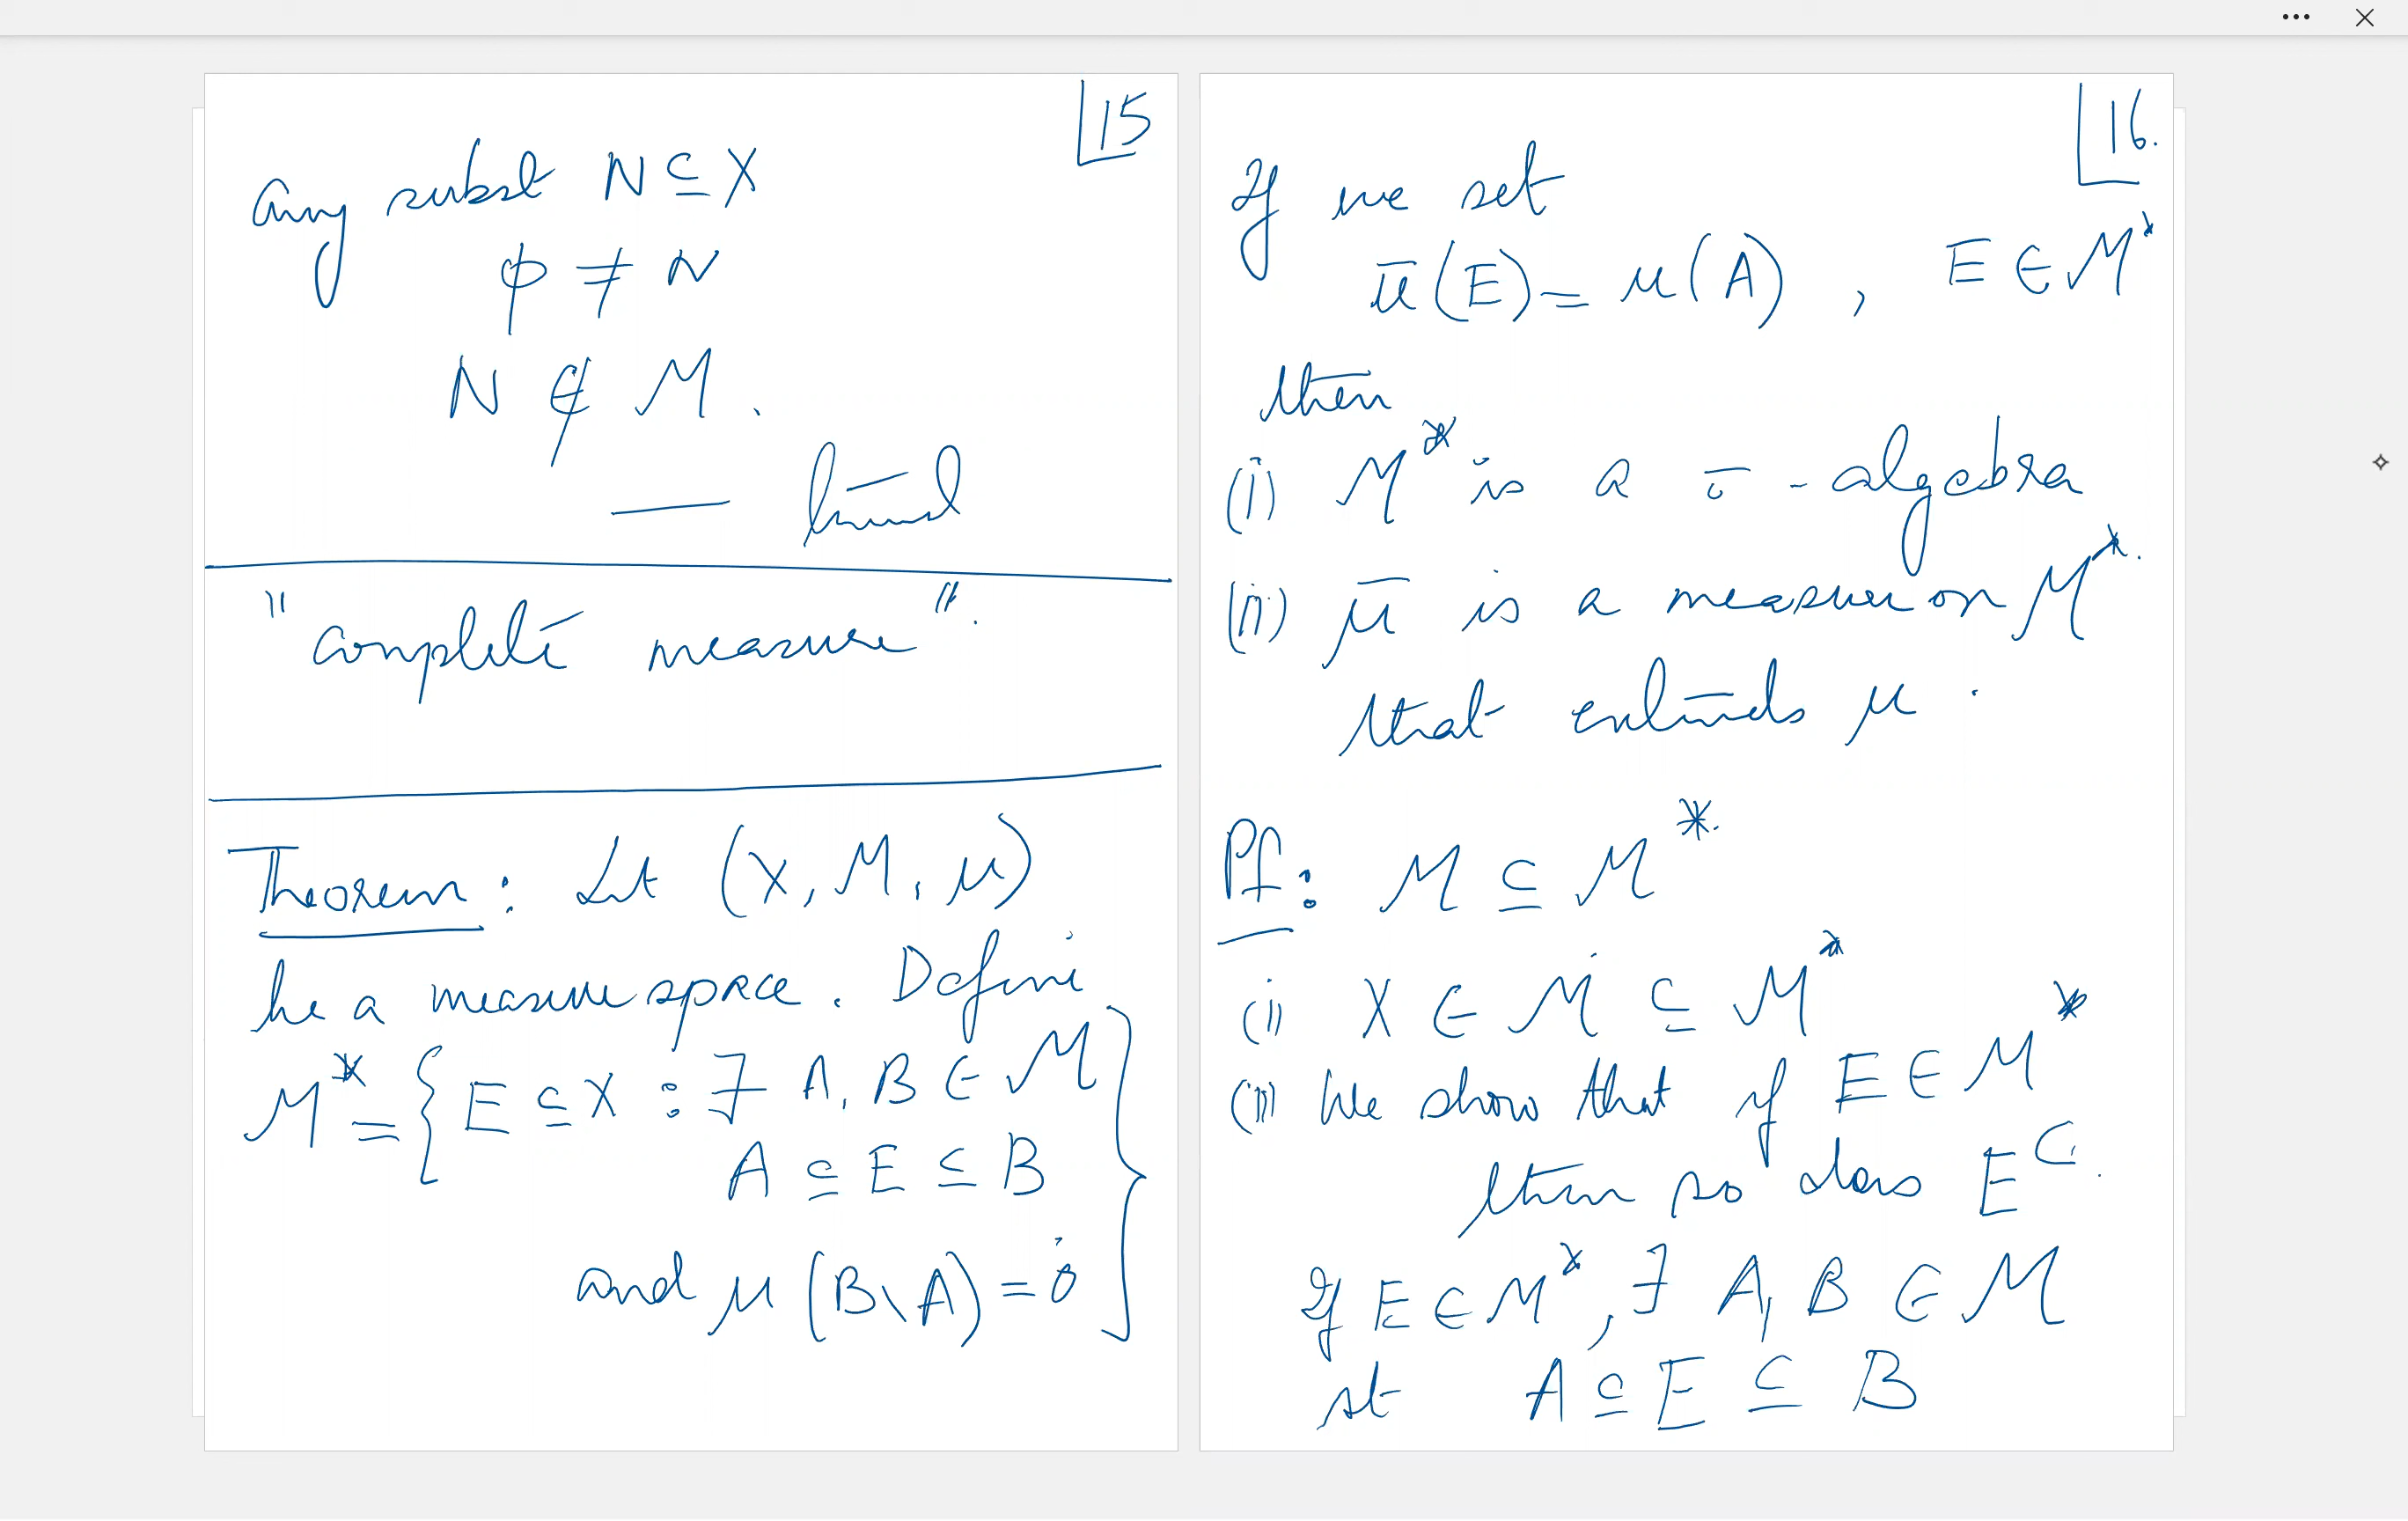 15
Any subset N ⊆ X
φ ≠ N
N ∉ M.
— trivial
"complete measure".
Theorem: Let (X, M, μ)
be a measure space. Define
M* = { E ⊆ X : ∃ A, B ∈ M
A ⊆ E ⊆ B
and μ(B \ A) = 0 }
16.
If we set
μ̄(E) = μ(A), E ∈ M*
then
(i) M* is a σ-algebra
(ii) μ̄ is a measure on M*.
that extends μ.
Pf: M ⊆ M*.
(i) X ∈ M ⊆ M*
(ii) We show that if E ∈ M*
then so does E^C.
If E ∈ M*, ∃ A, B ∈ M
st A ⊆ E ⊆ B